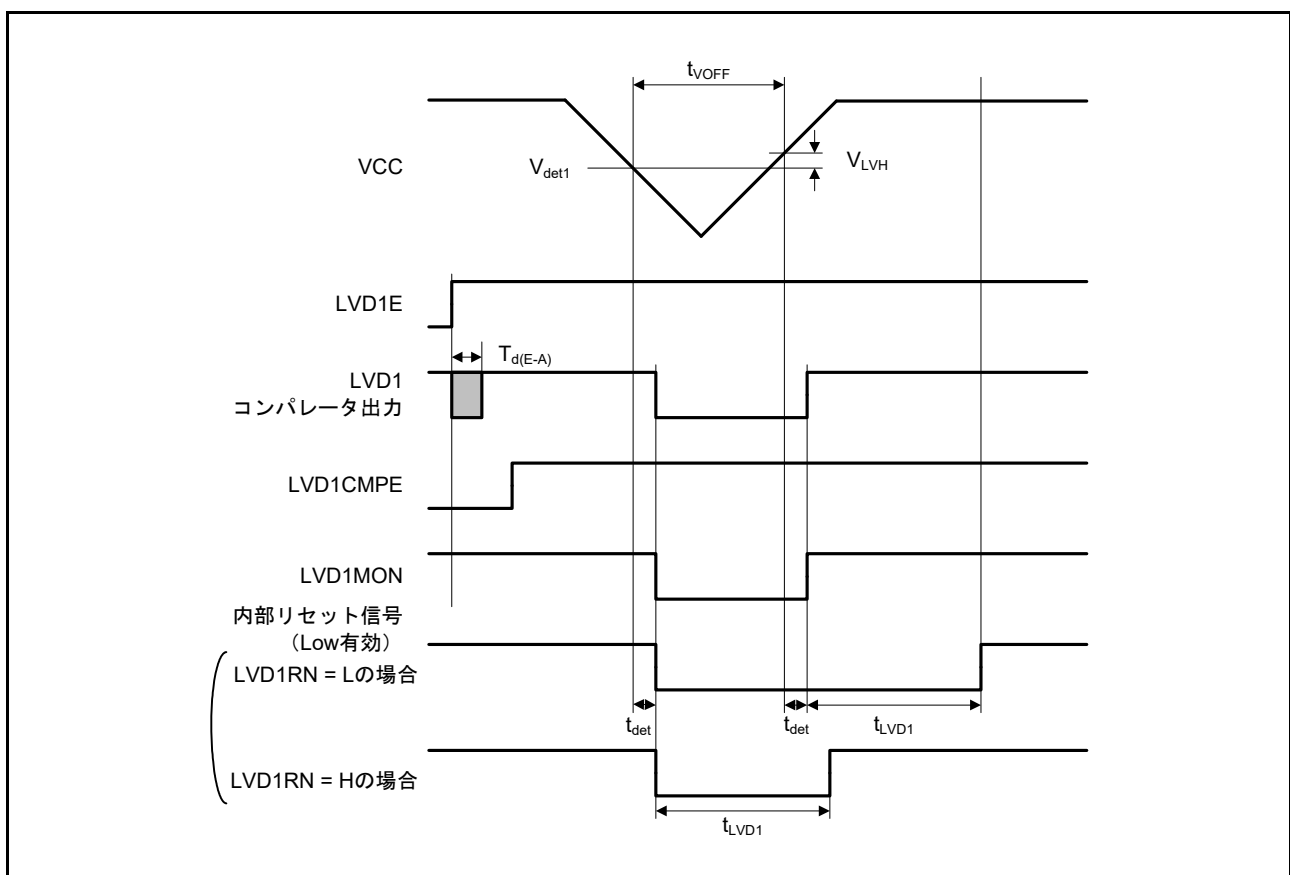 tVOFF
VCC
Vdet1
VLVH
LVD1E
Td(E-A)
LVD1
コンパレータ出力
LVD1CMPE
LVD1MON
内部リセット信号
（Low有効）
LVD1RN = Lの場合
tdet
tdet
tLVD1
LVD1RN = Hの場合
tLVD1